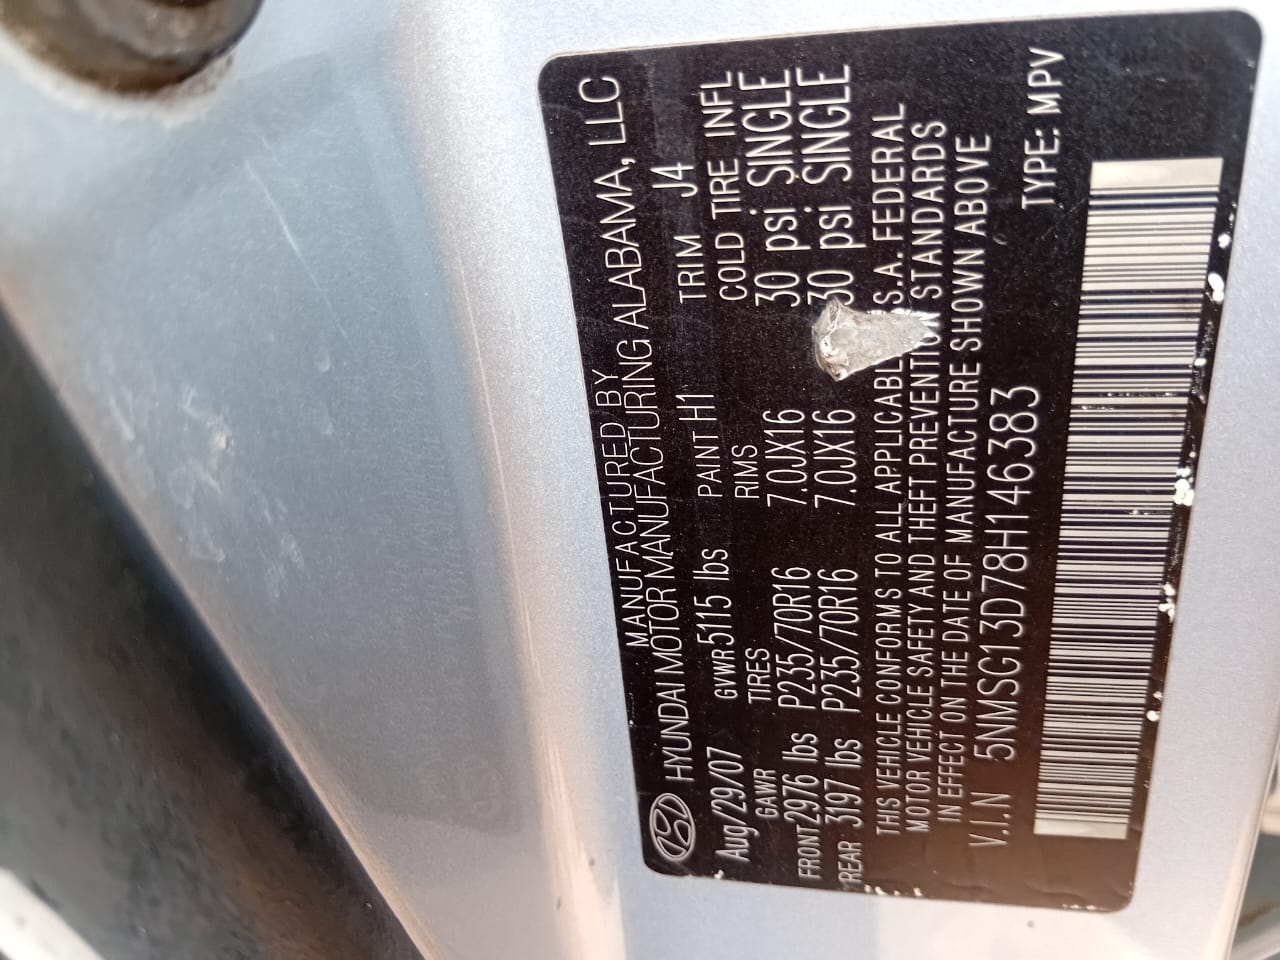 MANUFACTURED BY
HYUNDAI MOTOR MANUFACTURING ALABAMA, LLC
Aug/29/07 GVWR 5115 lbs PAINT H1 TRIM J4
GAWR TIRES RIMS COLD TIRE INFL
FRONT 2976 lbs P235/70R16 7.0JX16 30 psi SINGLE
REAR 3197 lbs P235/70R16 7.0JX16 30 psi SINGLE
THIS VEHICLE CONFORMS TO ALL APPLICABL S.A. FEDERAL
MOTOR VEHICLE SAFETY AND THEFT PREVENTION STANDARDS
IN EFFECT ON THE DATE OF MANUFACTURE SHOWN ABOVE
V.I.N 5NMSG13D78H146383 TYPE: MPV